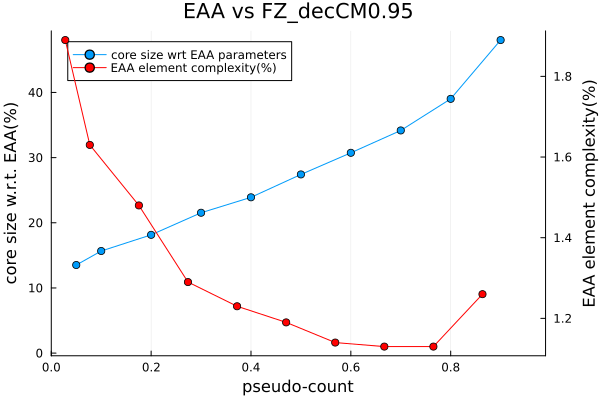 EAA vs FZ_decCM0.95
core size wrt EAA parameters
EAA element complexity(%)
core size w.r.t. EAA(%)
40
30
20
10
0
1.8
1.6
1.4
1.2
EAA element complexity(%)
0.0 0.2 0.4 0.6 0.8
pseudo-count